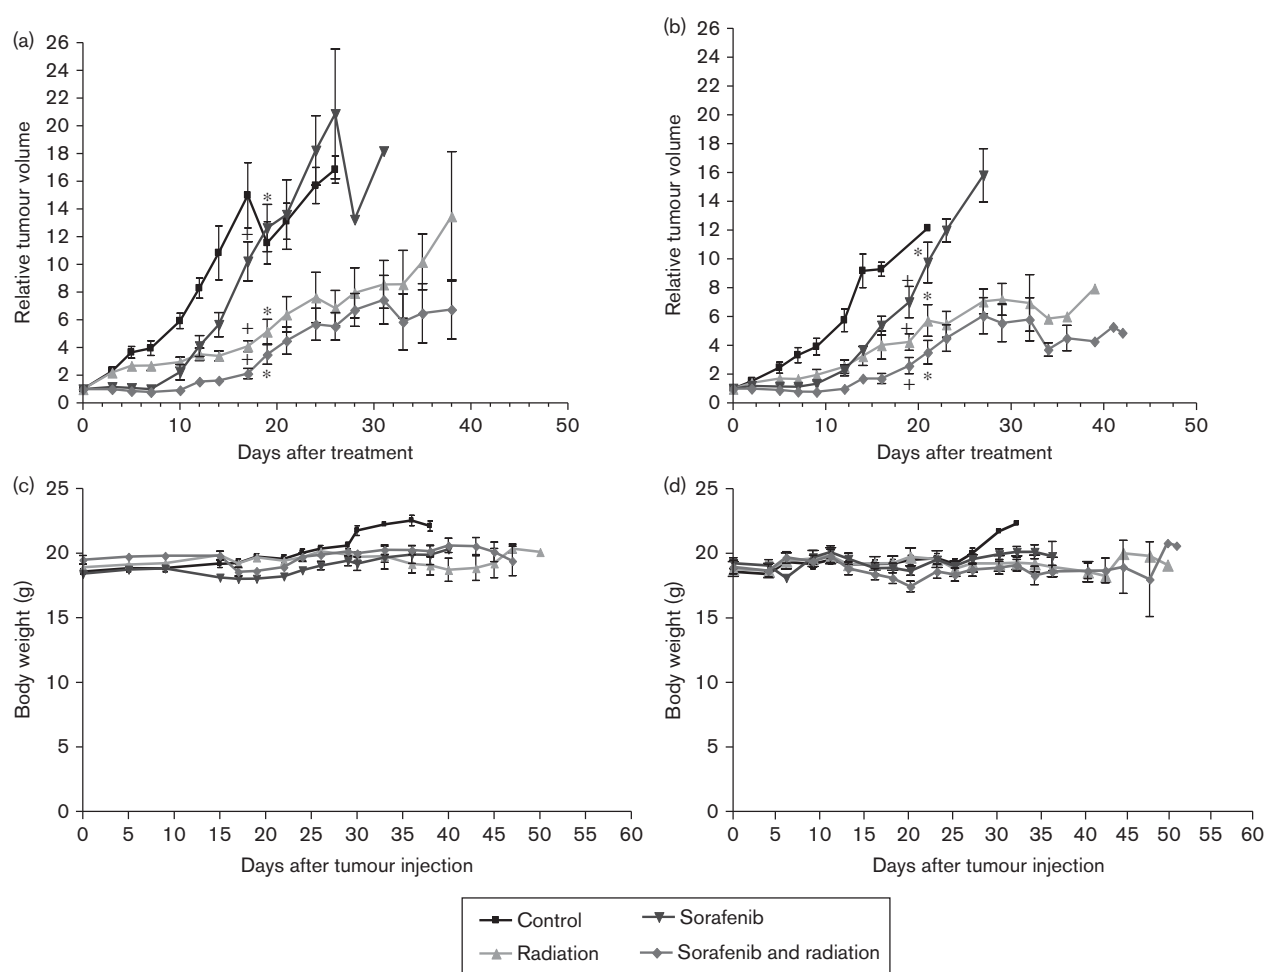 (a)
26
24
22
20
18
16
14
12
10
8
6
4
2
0
Relative tumour volume
* + + * + *
0 10 20 30 40 50
Days after treatment
(b)
26
24
22
20
18
16
14
12
10
8
6
4
2
0
Relative tumour volume
* + * + + *
0 10 20 30 40 50
Days after treatment
(c)
25
20
15
10
5
0
Body weight (g)
0 5 10 15 20 25 30 35 40 45 50 55 60
Days after tumour injection
(d)
25
20
15
10
5
0
Body weight (g)
0 5 10 15 20 25 30 35 40 45 50 55 60
Days after tumour injection
Control Sorafenib
Radiation Sorafenib and radiation